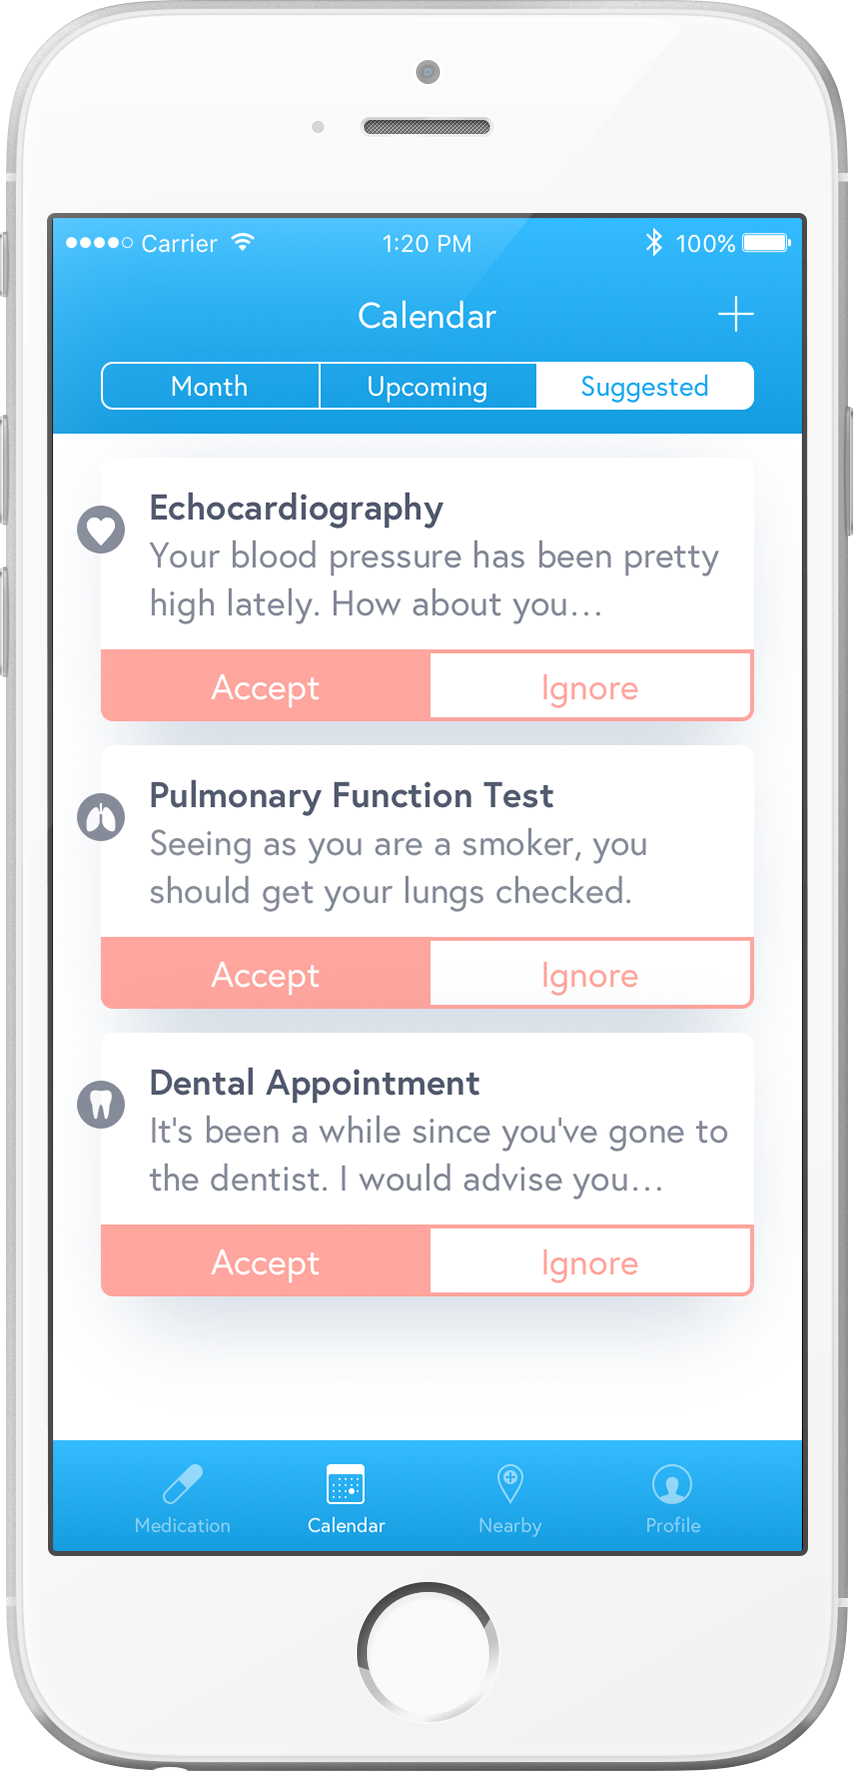 Carrier 1:20 PM 100%
Calendar
Month Upcoming Suggested
Echocardiography
Your blood pressure has been pretty
high lately. How about you…
Accept Ignore
Pulmonary Function Test
Seeing as you are a smoker, you
should get your lungs checked.
Accept Ignore
Dental Appointment
It's been a while since you've gone to
the dentist. I would advise you…
Accept Ignore
Medication Calendar Nearby Profile